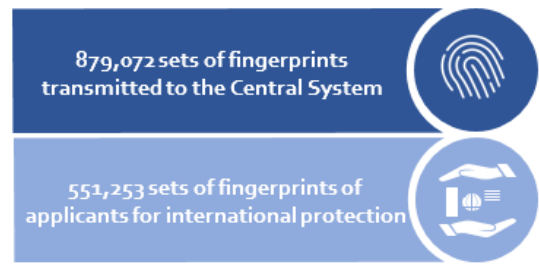 879,072 sets of fingerprints
transmitted to the Central System
551,253 sets of fingerprints of
applicants for international protection